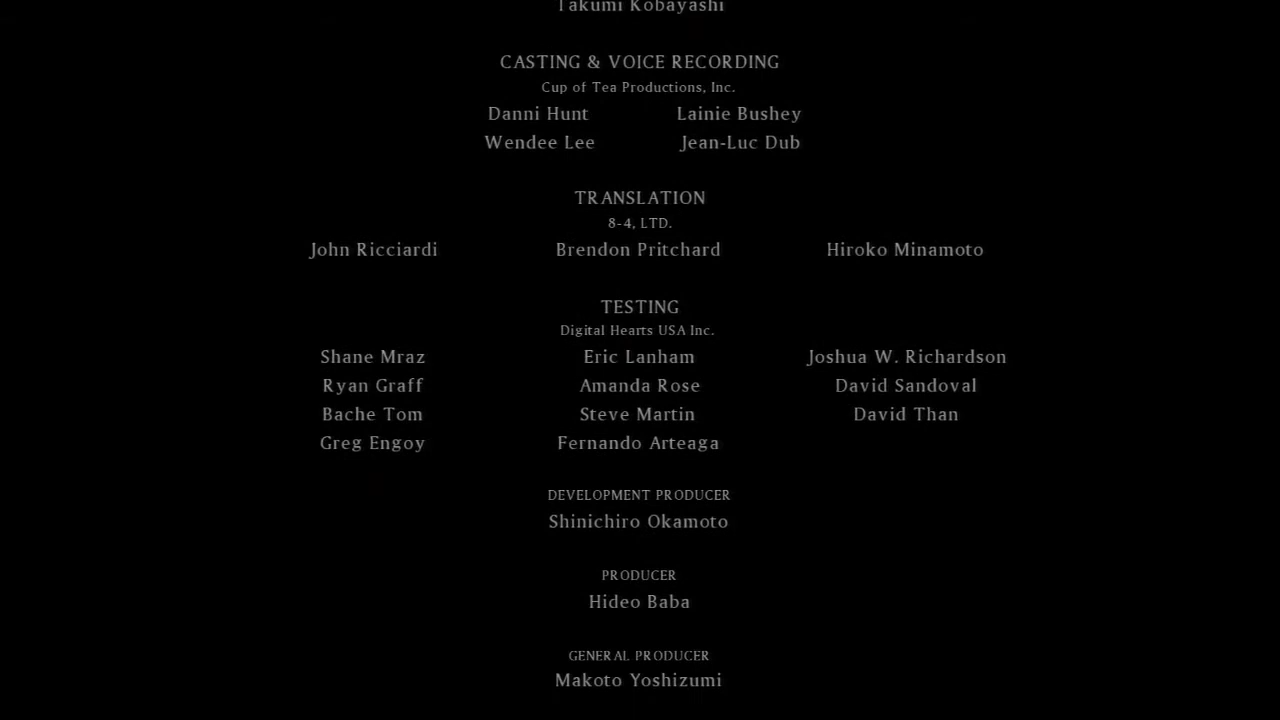 Takumi Kobayashi
CASTING & VOICE RECORDING
Cup of Tea Productions, Inc.
Danni Hunt Lainie Bushey
Wendee Lee Jean-Luc Dub
TRANSLATION
8-4, LTD.
John Ricciardi Brendon Pritchard Hiroko Minamoto
TESTING
Digital Hearts USA Inc.
Shane Mraz Eric Lanham Joshua W. Richardson
Ryan Graff Amanda Rose David Sandoval
Bache Tom Steve Martin David Than
Greg Engoy Fernando Arteaga
DEVELOPMENT PRODUCER
Shinichiro Okamoto
PRODUCER
Hideo Baba
GENERAL PRODUCER
Makoto Yoshizumi